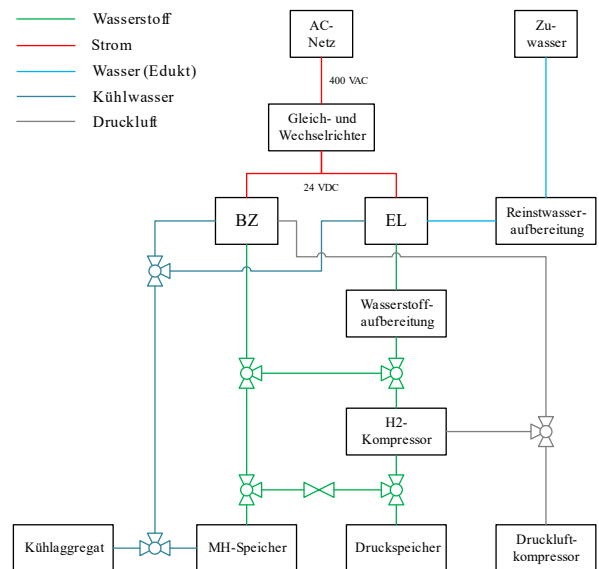 Wasserstoff
Strom
Wasser (Edukt)
Kühlwasser
Druckluft
AC-
Netz
Zu-
wasser
400 VAC
Gleich- und
Wechselrichter
24 VDC
BZ
EL
Reinstwasser-
aufbereitung
Wasserstoff-
aufbereitung
H2-
Kompressor
Kühlaggregat
MH-Speicher
Druckspeicher
Druckluft-
kompressor